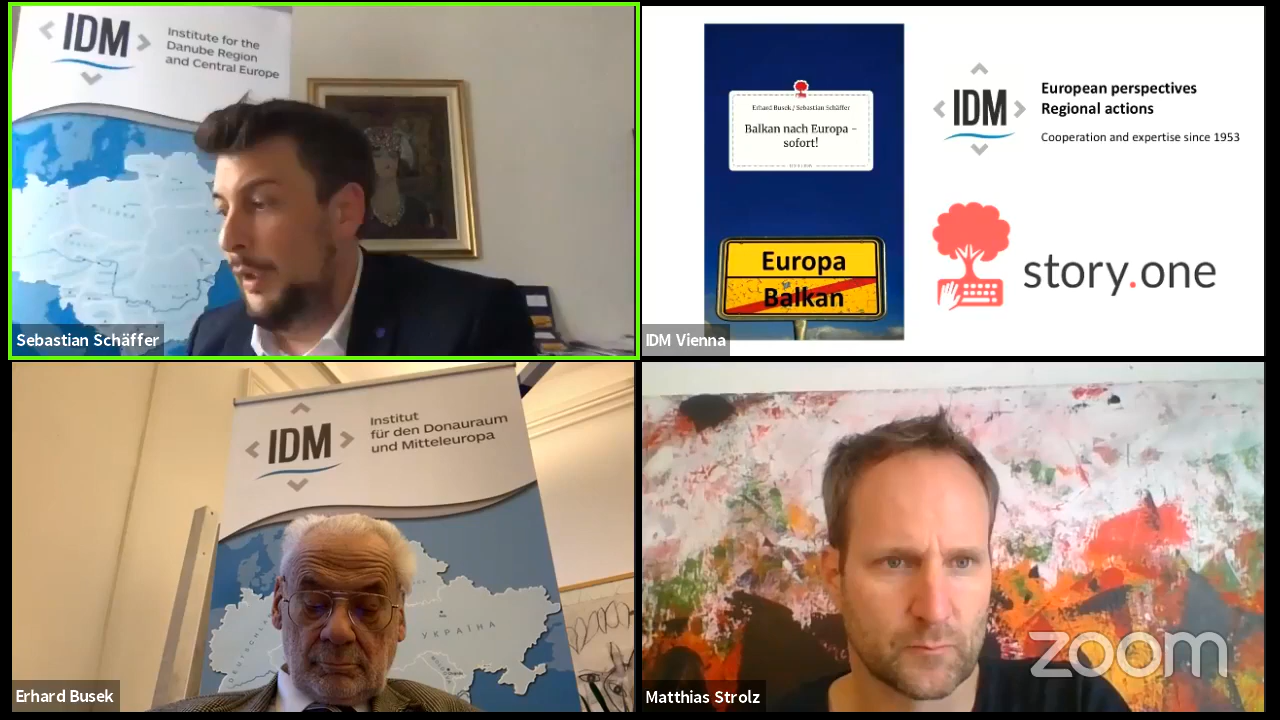 IDM
Institute for the
Danube Region
and Central Europe
POLSKA
Sebastian Schäffer
Erhard Busek / Sebastian Schäffer
Balkan nach Europa –
sofort!
Europa
Balkan
IDM
European perspectives
Regional actions
Cooperation and expertise since 1953
story.one
IDM Vienna
IDM
Institut
für den Donauraum
und Mitteleuropa
УКРАЇНА
Erhard Busek
Matthias Strolz
zoom